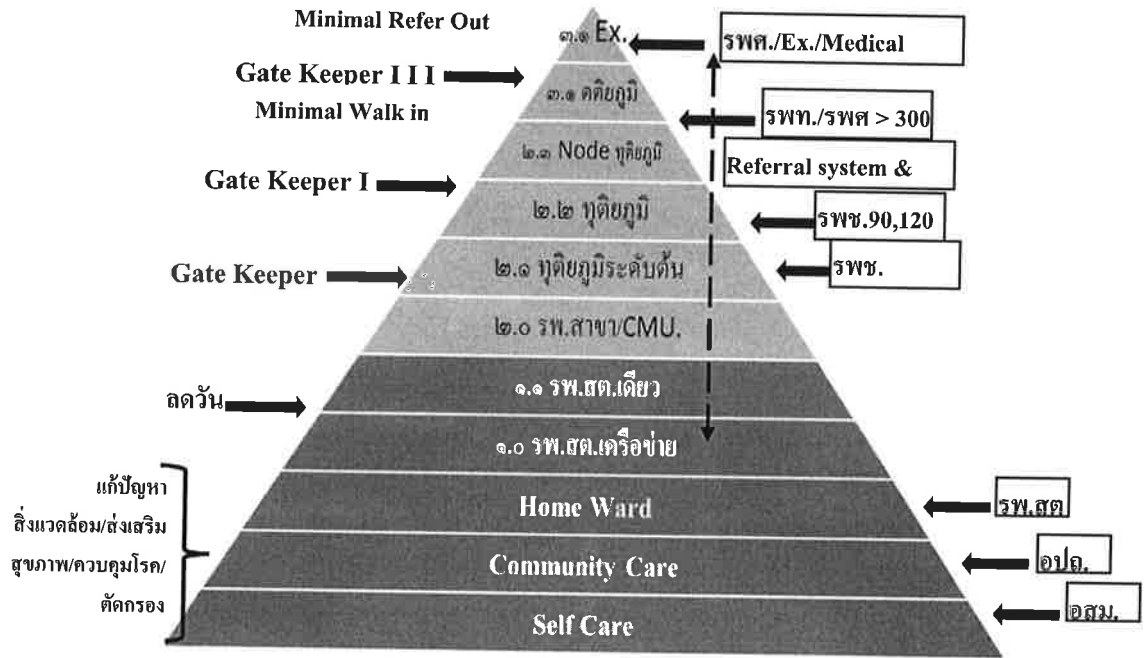 Minimal Refer Out
๓.๑ Ex.
รพศ./Ex./Medical
Gate Keeper I I I
Minimal Walk in
๓.๑ ตติยภูมิ
รพท./รพศ > 300
๒.๓ Node ทุติยภูมิ
Referral system &
Gate Keeper I
๒.๒ ทุติยภูมิ
รพช.90,120
Gate Keeper
๒.๑ ทุติยภูมิระดับต้น
รพช.
๒.๐ รพ.สาขา/CMU.
๑.๑ รพ.สต.เดี่ยว
ลดวัน
๑.๐ รพ.สต.เครือข่าย
แก้ปัญหา
สิ่งแวดล้อม/ส่งเสริม
สุขภาพ/ควบคุมโรค/
ตัดกรอง
Home Ward
รพ.สต
Community Care
อปถ.
Self Care
อสม.